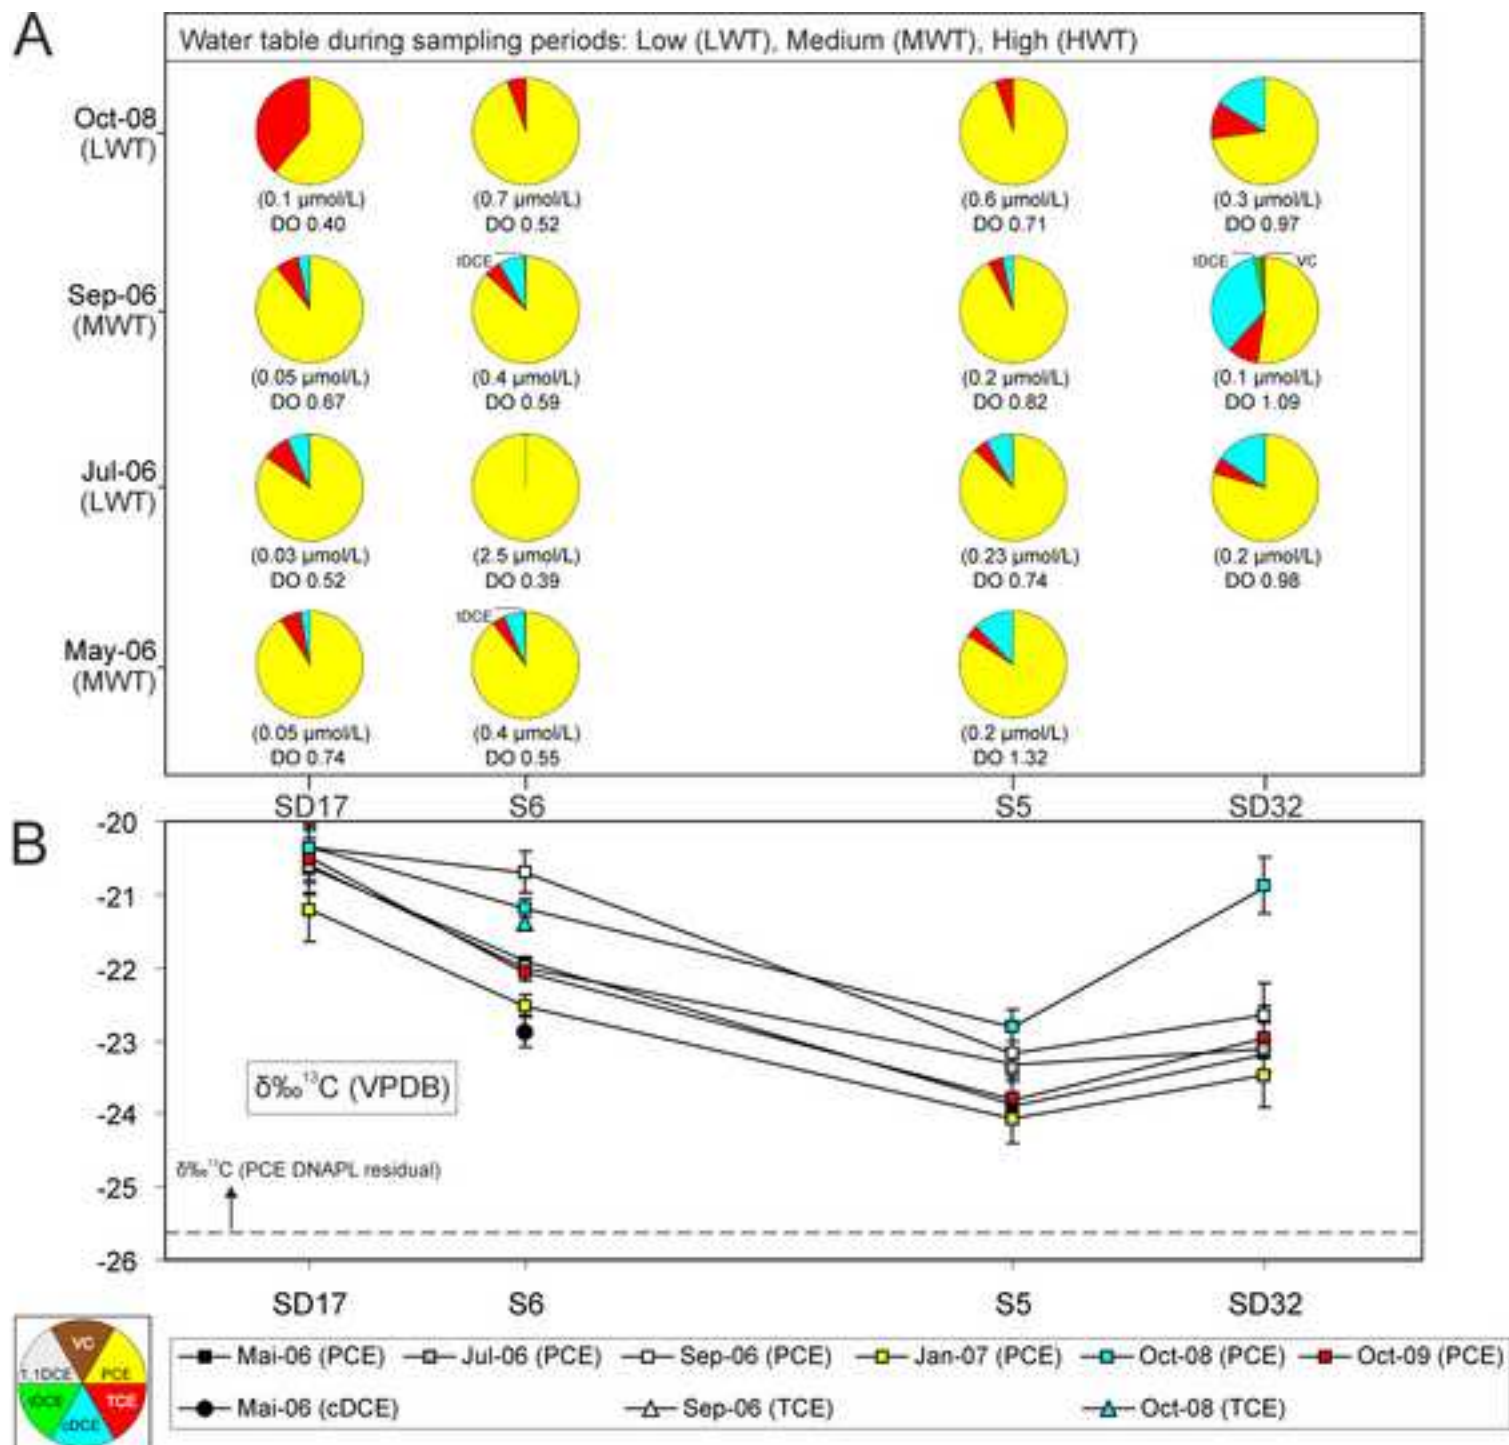 A
Water table during sampling periods: Low (LWT), Medium (MWT), High (HWT)
Oct-08
(LWT)
(0.1 µmol/L) (0.7 µmol/L) (0.6 µmol/L) (0.3 µmol/L)
DO 0.40 DO 0.52 DO 0.71 DO 0.97
tDCE tDCE VC
Sep-06
(MWT)
(0.05 µmol/L) (0.4 µmol/L) (0.2 µmol/L) (0.1 µmol/L)
DO 0.67 DO 0.59 DO 0.82 DO 1.09
Jul-06
(LWT)
(0.03 µmol/L) (2.5 µmol/L) (0.23 µmol/L) (0.2 µmol/L)
DO 0.52 DO 0.39 DO 0.74 DO 0.98
tDCE
May-06
(MWT)
(0.05 µmol/L) (0.4 µmol/L) (0.2 µmol/L)
DO 0.74 DO 0.55 DO 1.32
SD17 S6 S5 SD32
B
-20
-21
-22
-23
δ‰¹³C (VPDB)
-24
δ‰¹³C (PCE DNAPL residual)
-25
-26
SD17 S6 S5 SD32
VC
1,1DCE PCE
tDCE TCE
cDCE
Mai-06 (PCE) Jul-06 (PCE) Sep-06 (PCE) Jan-07 (PCE) Oct-08 (PCE) Oct-09 (PCE)
Mai-06 (cDCE) Sep-06 (TCE) Oct-08 (TCE)